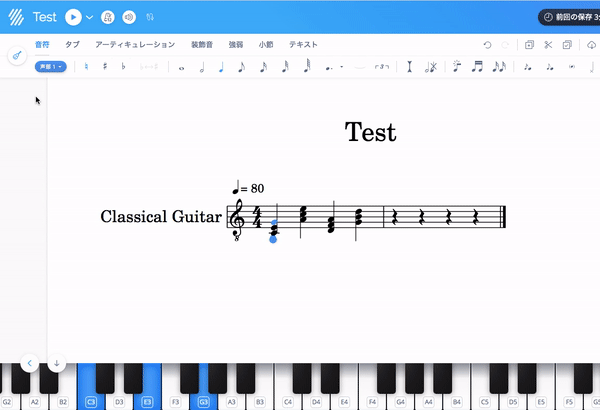 Test
前回の保存 3
音符 タブ アーティキュレーション 装飾音 強弱 小節 テキスト
声部 1
Test
= 80
Classical Guitar
8
G2 A2 B2 C3 D3 E3 F3 G3 A3 B3 C4 D4 E4 F4 G4 A4 B4 C5 D5 E5 F5 G5